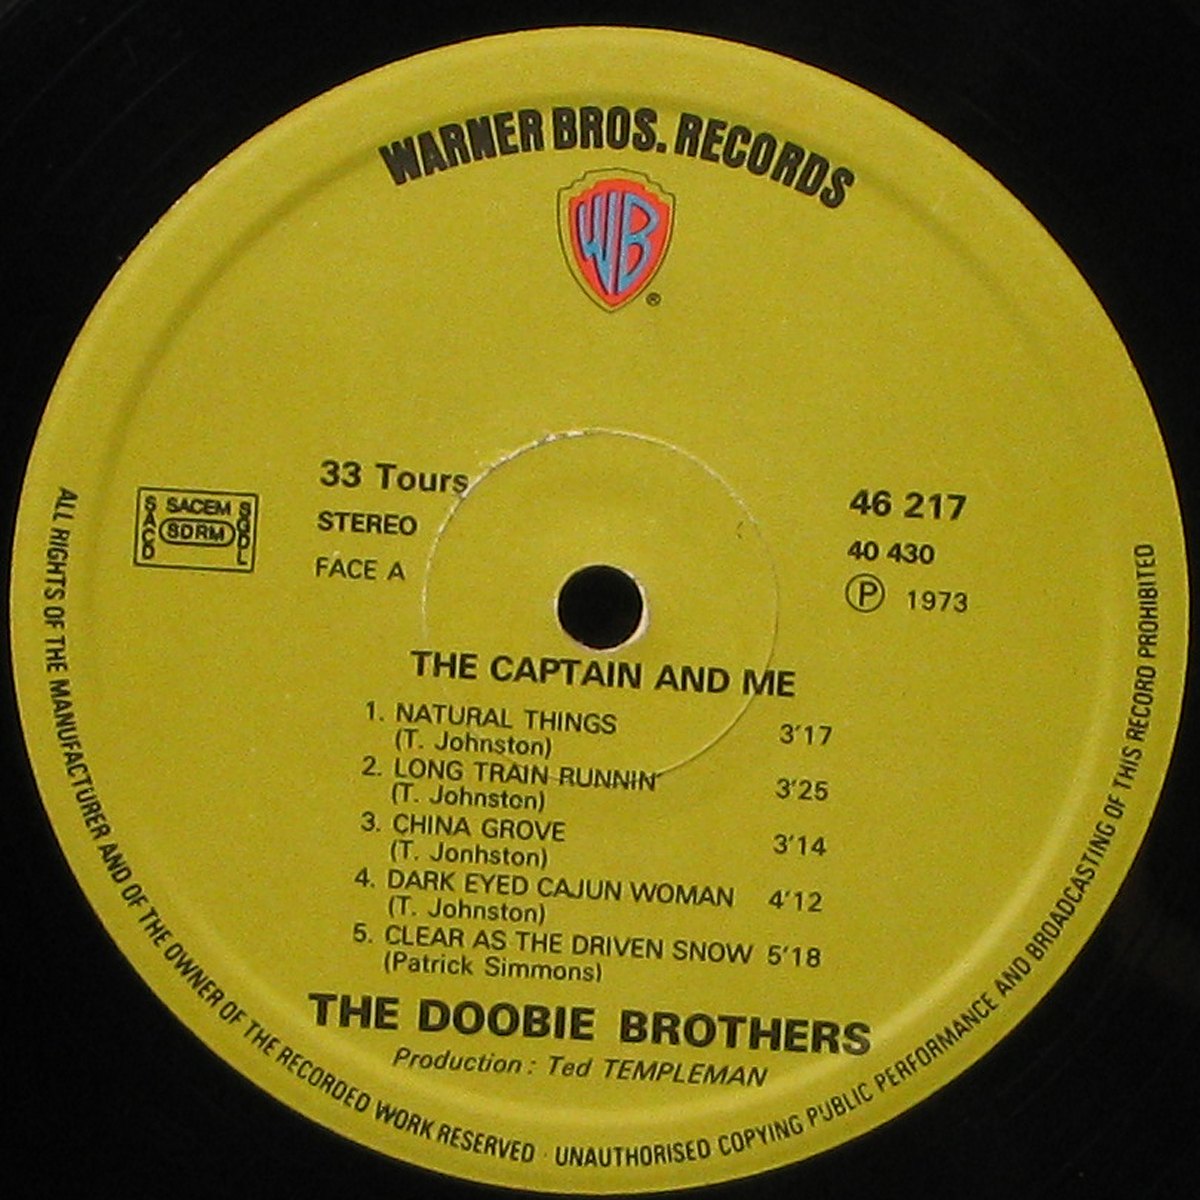 WARNER BROS. RECORDS
WB
®
33 Tours
STEREO
FACE A
SACEM
SACD
SDRM
SGDL
46 217
40 430
Ⓟ 1973
THE CAPTAIN AND ME
1. NATURAL THINGS 3'17
(T. Johnston)
2. LONG TRAIN RUNNIN' 3'25
(T. Johnston)
3. CHINA GROVE 3'14
(T. Jonhston)
4. DARK EYED CAJUN WOMAN 4'12
(T. Johnston)
5. CLEAR AS THE DRIVEN SNOW 5'18
(Patrick Simmons)
THE DOOBIE BROTHERS
Production : Ted TEMPLEMAN
ALL RIGHTS OF THE MANUFACTURER AND OF THE OWNER OF THE RECORDED WORK RESERVED · UNAUTHORISED COPYING PUBLIC PERFORMANCE AND BROADCASTING OF THIS RECORD PROHIBITED